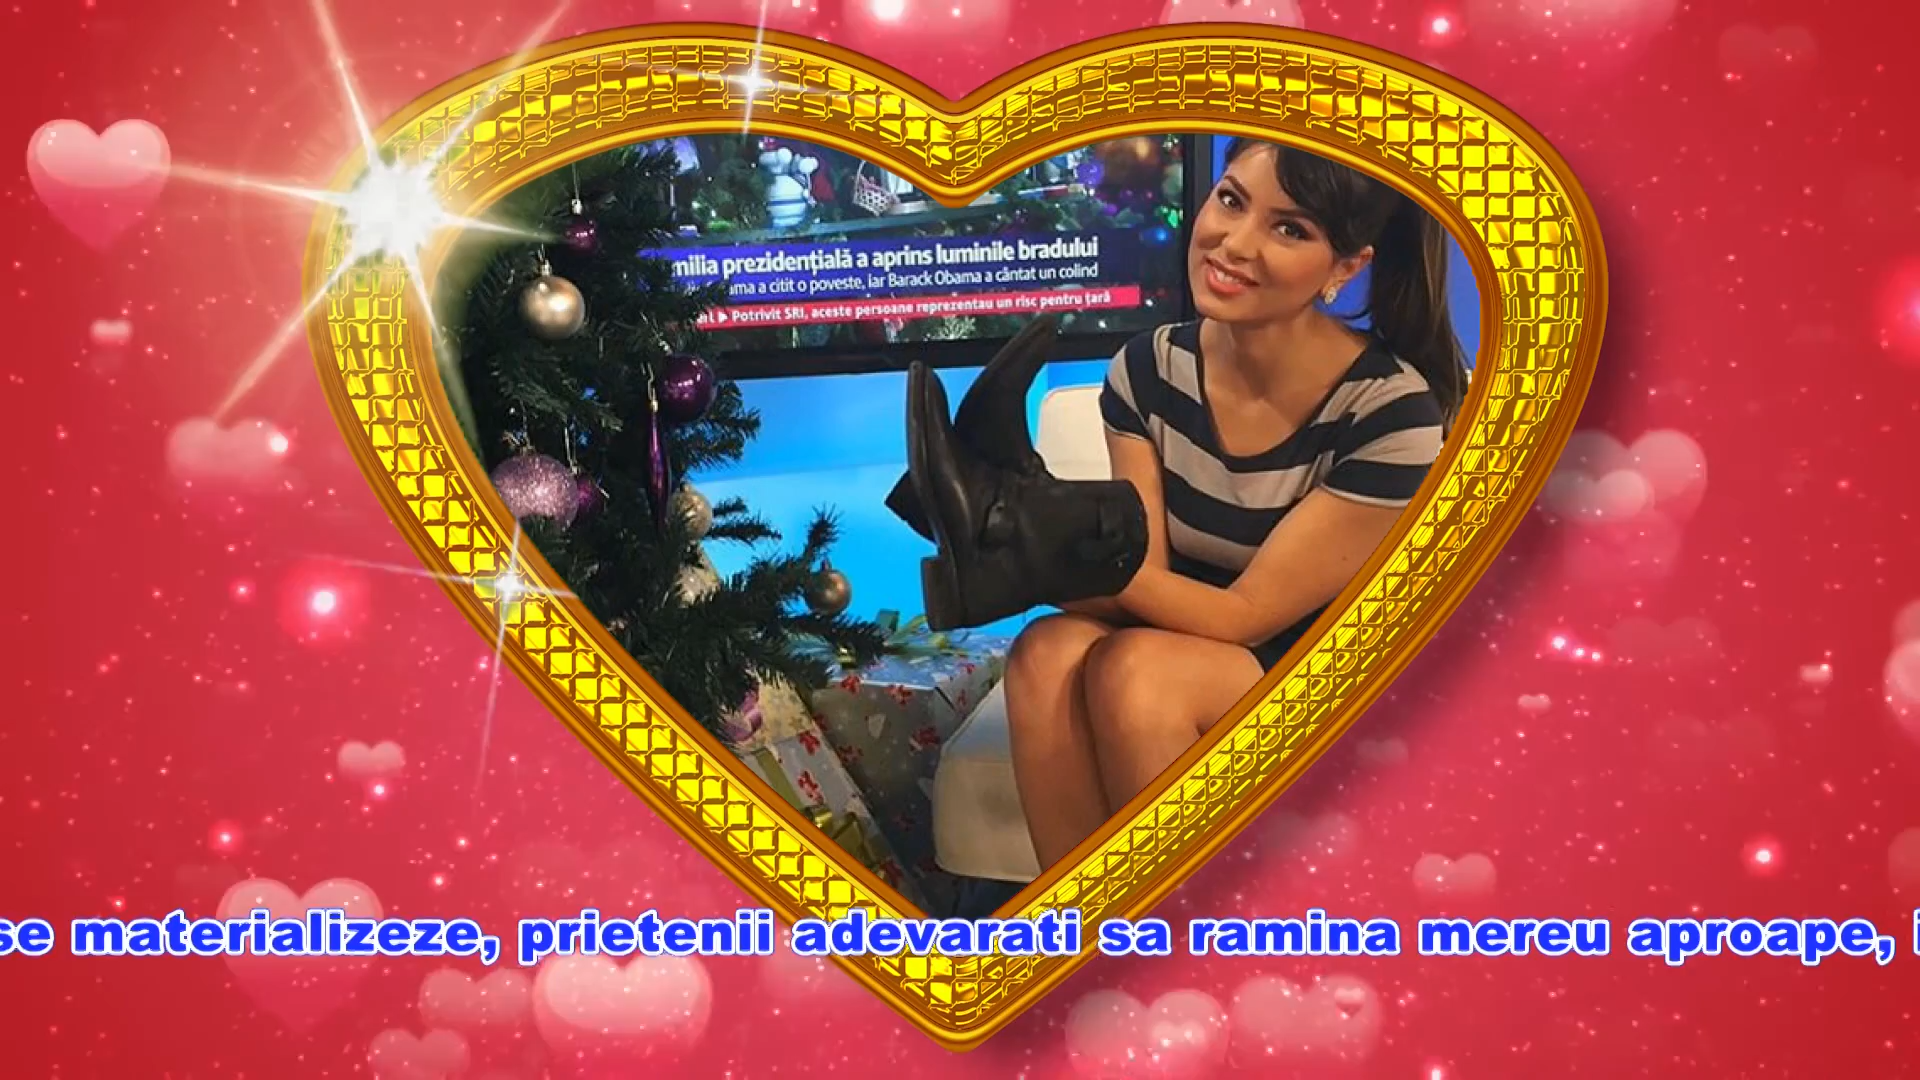 milia prezidențială a aprins luminile bradului
ama a citit o poveste, iar Barack Obama a cântat un colind
Potrivit SRI, aceste persoane reprezentau un risc pentru țară
se materializeze, prietenii adevarati sa ramina mereu aproape,